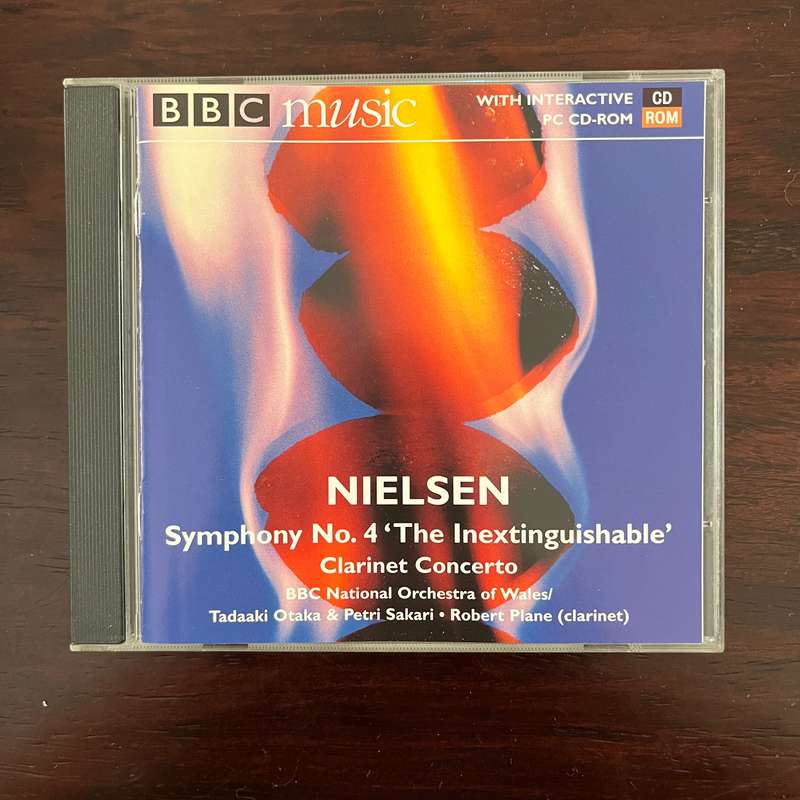 BBC music
WITH INTERACTIVE
PC CD-ROM
CD
ROM
NIELSEN
Symphony No. 4 ‘The Inextinguishable’
Clarinet Concerto
BBC National Orchestra of Wales/
Tadaaki Otaka & Petri Sakari • Robert Plane (clarinet)